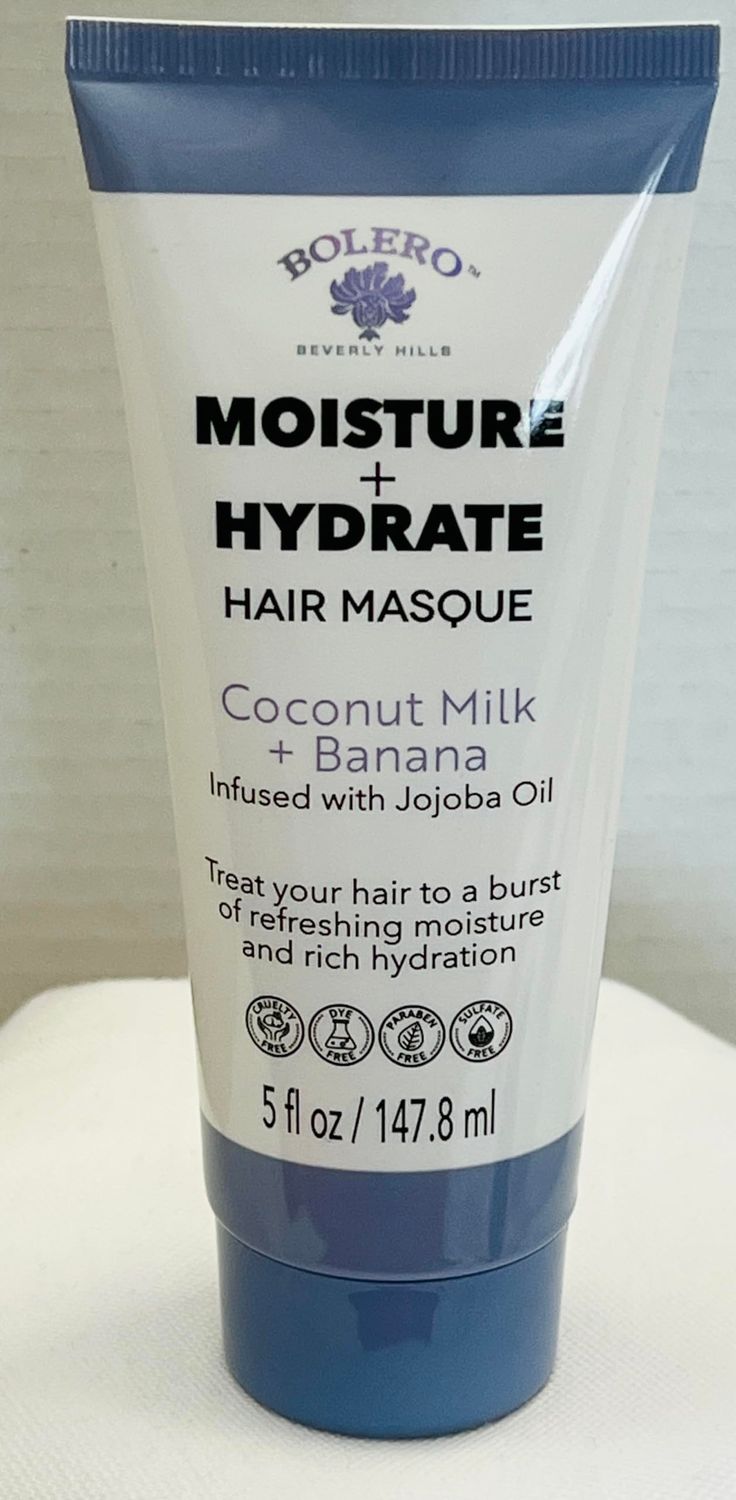 BOLERO™
BEVERLY HILLS
MOISTURE
+
HYDRATE
HAIR MASQUE
Coconut Milk
+ Banana
Infused with Jojoba Oil
Treat your hair to a burst
of refreshing moisture
and rich hydration
CRUELTY FREE
DYE FREE
PARABEN FREE
SULFATE FREE
5 fl oz / 147.8 ml